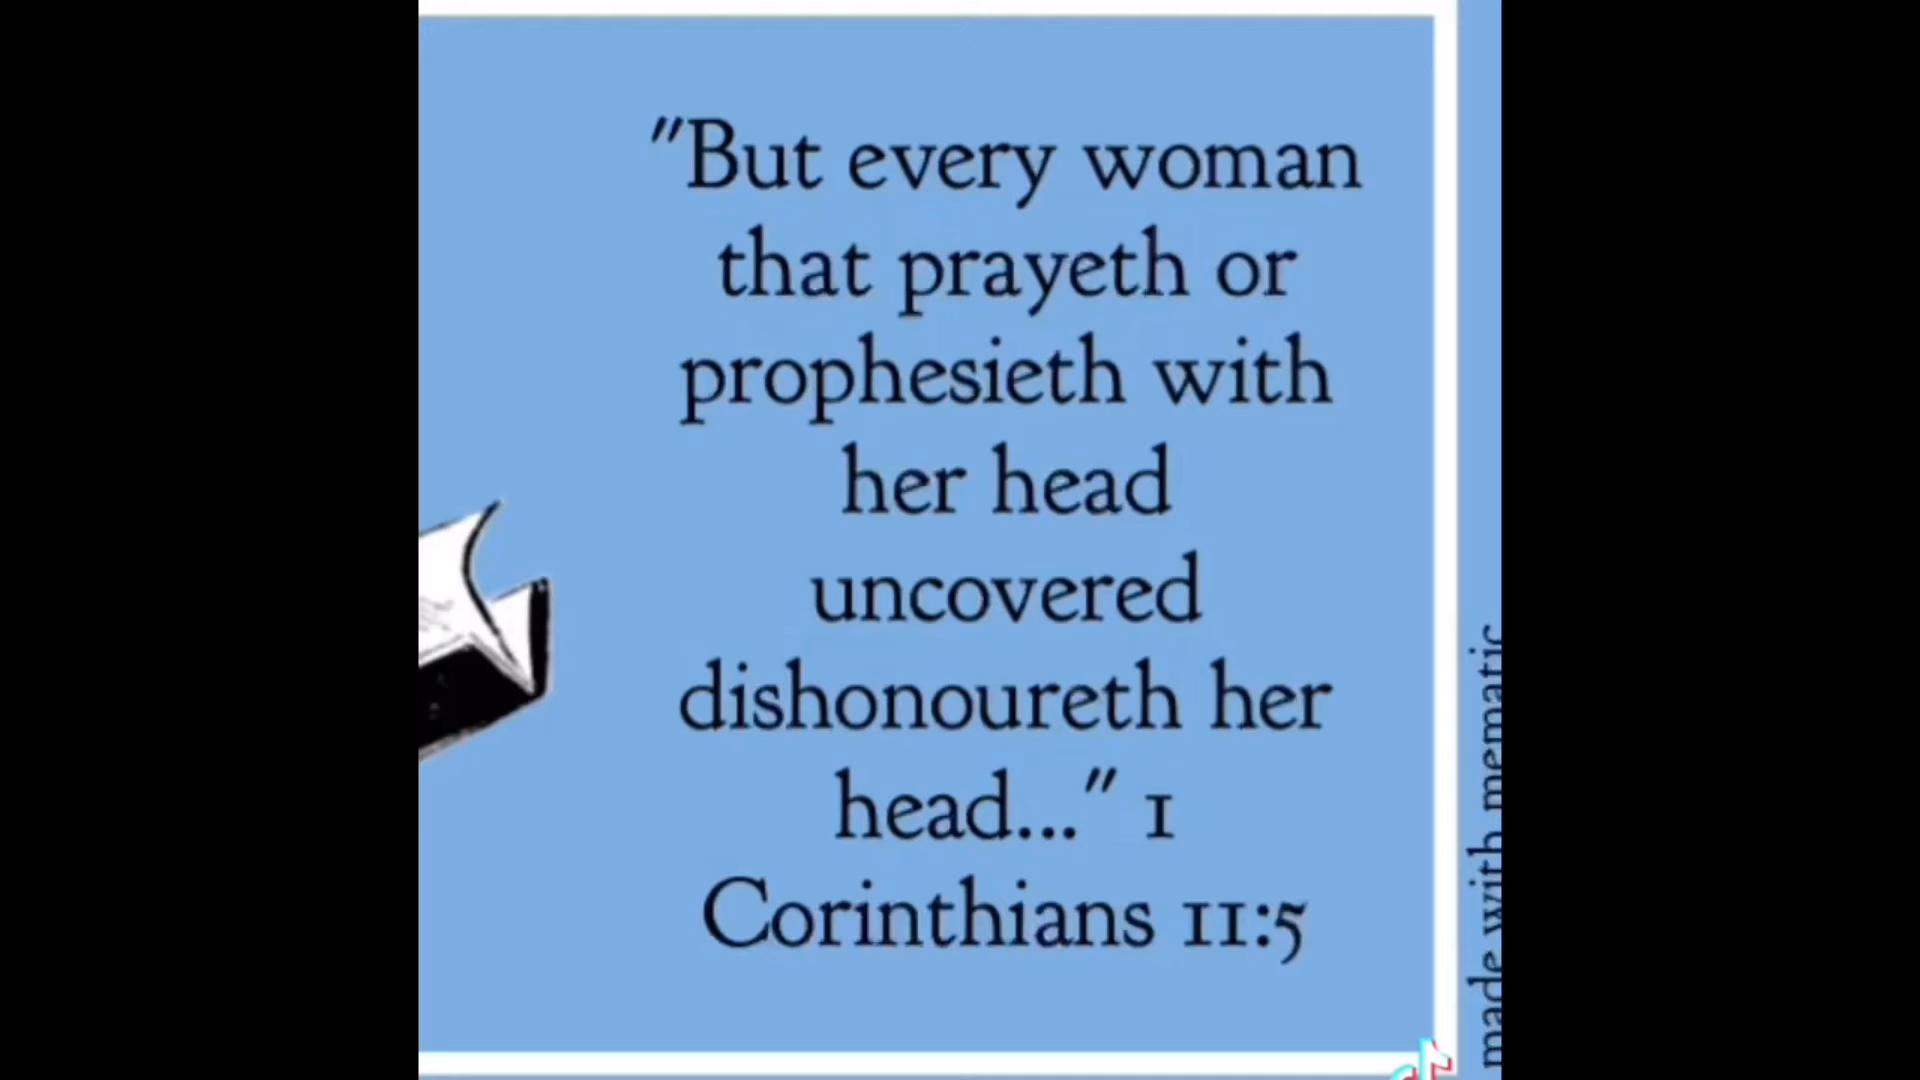 "But every woman
that prayeth or
prophesieth with
her head
uncovered
dishonoureth her
head..." 1
Corinthians 11:5
made with mematic